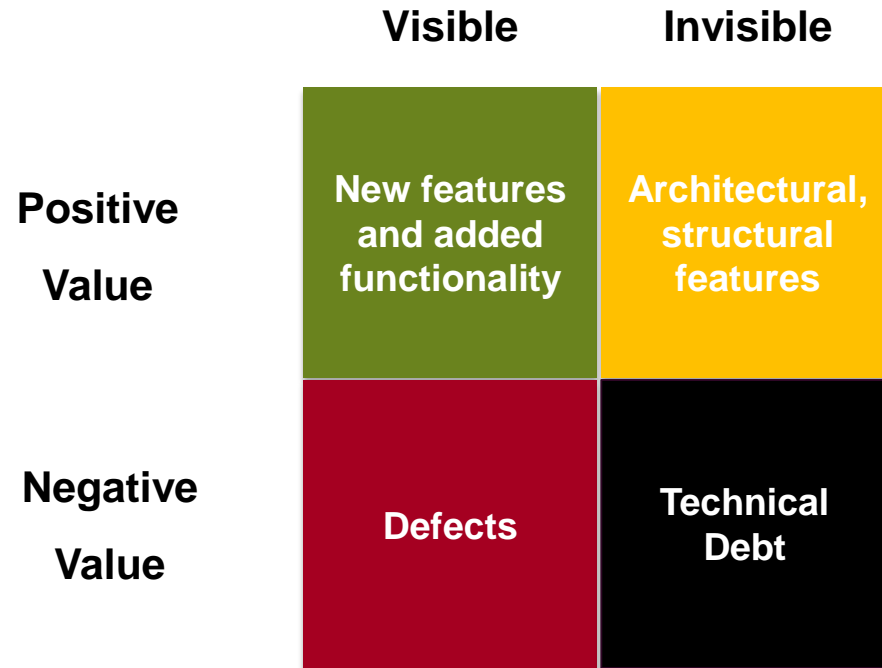 Visible
Invisible
Positive
Value
New features
and added
functionality
Architectural,
structural
features
Negative
Value
Defects
Technical
Debt